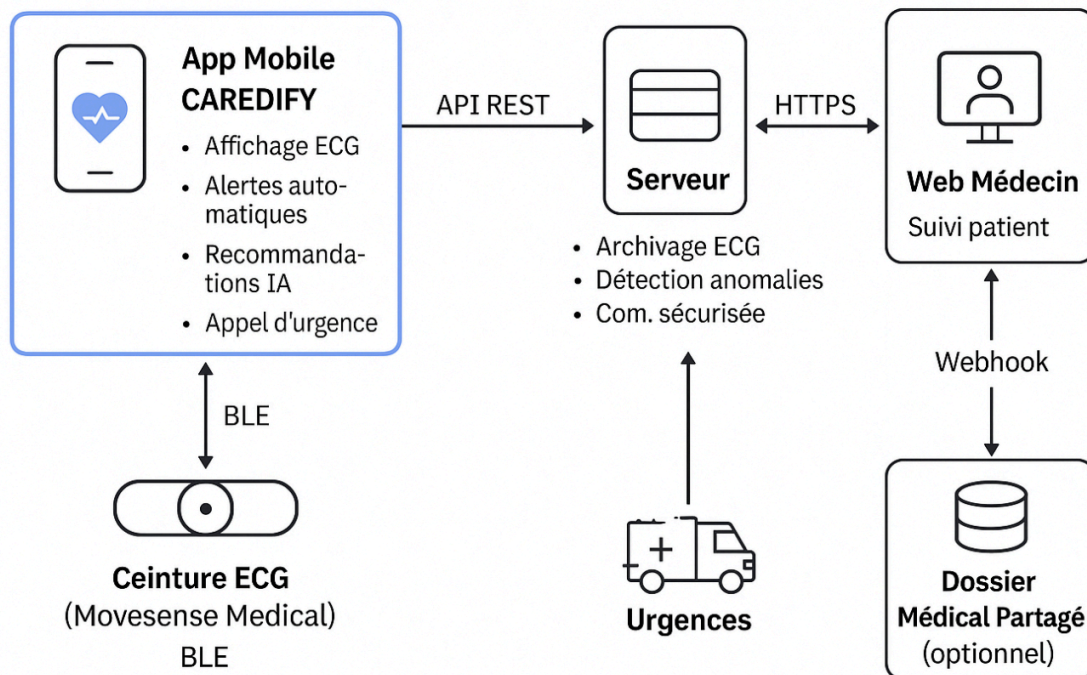 App Mobile
CAREDIFY
• Affichage ECG
• Alertes auto-
matiques
• Recommanda-
tions IA
• Appel d'urgence
API REST
Serveur
• Archivage ECG
• Détection anomalies
• Com. sécurisée
HTTPS
Web Médecin
Suivi patient
BLE
Webhook
Ceinture ECG
(Movesense Medical)
BLE
Urgences
Dossier
Médical Partagé
(optionnel)